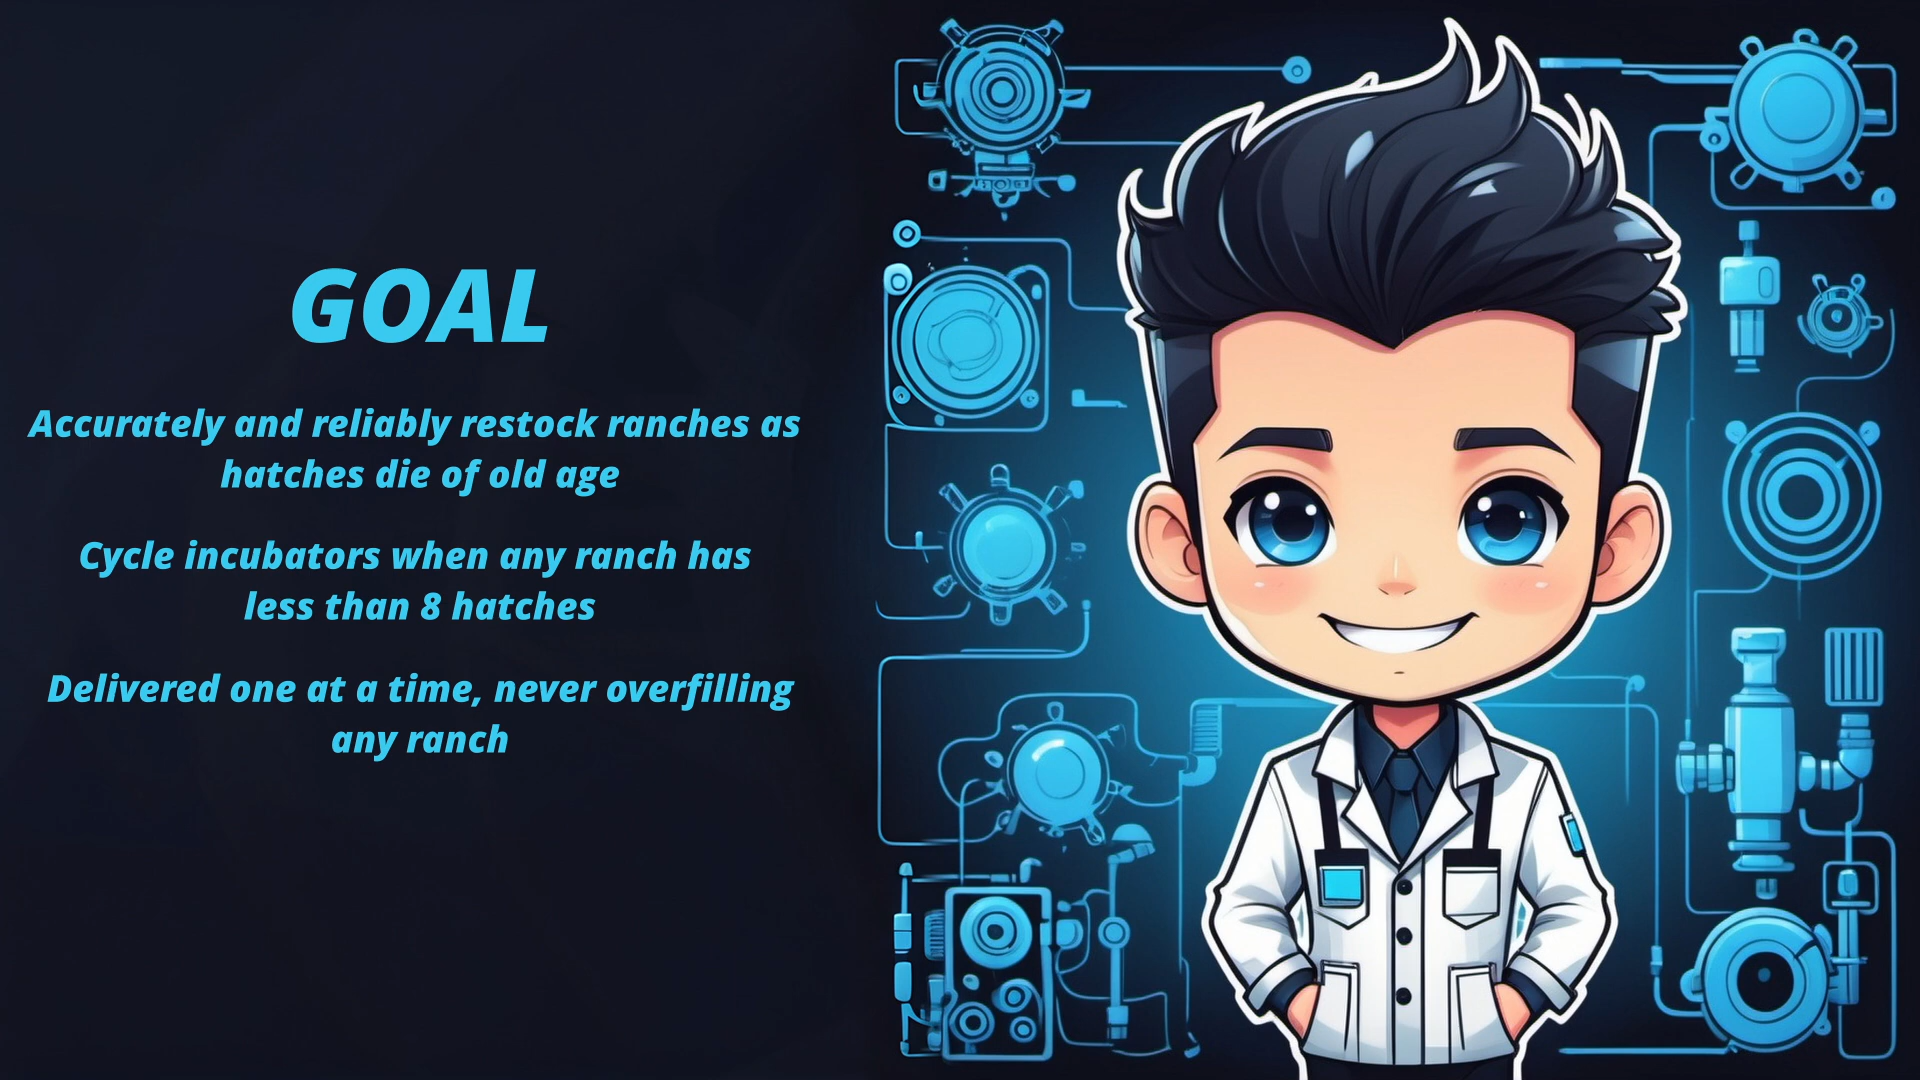 GOAL
Accurately and reliably restock ranches as
hatches die of old age
Cycle incubators when any ranch has
less than 8 hatches
Delivered one at a time, never overfilling
any ranch